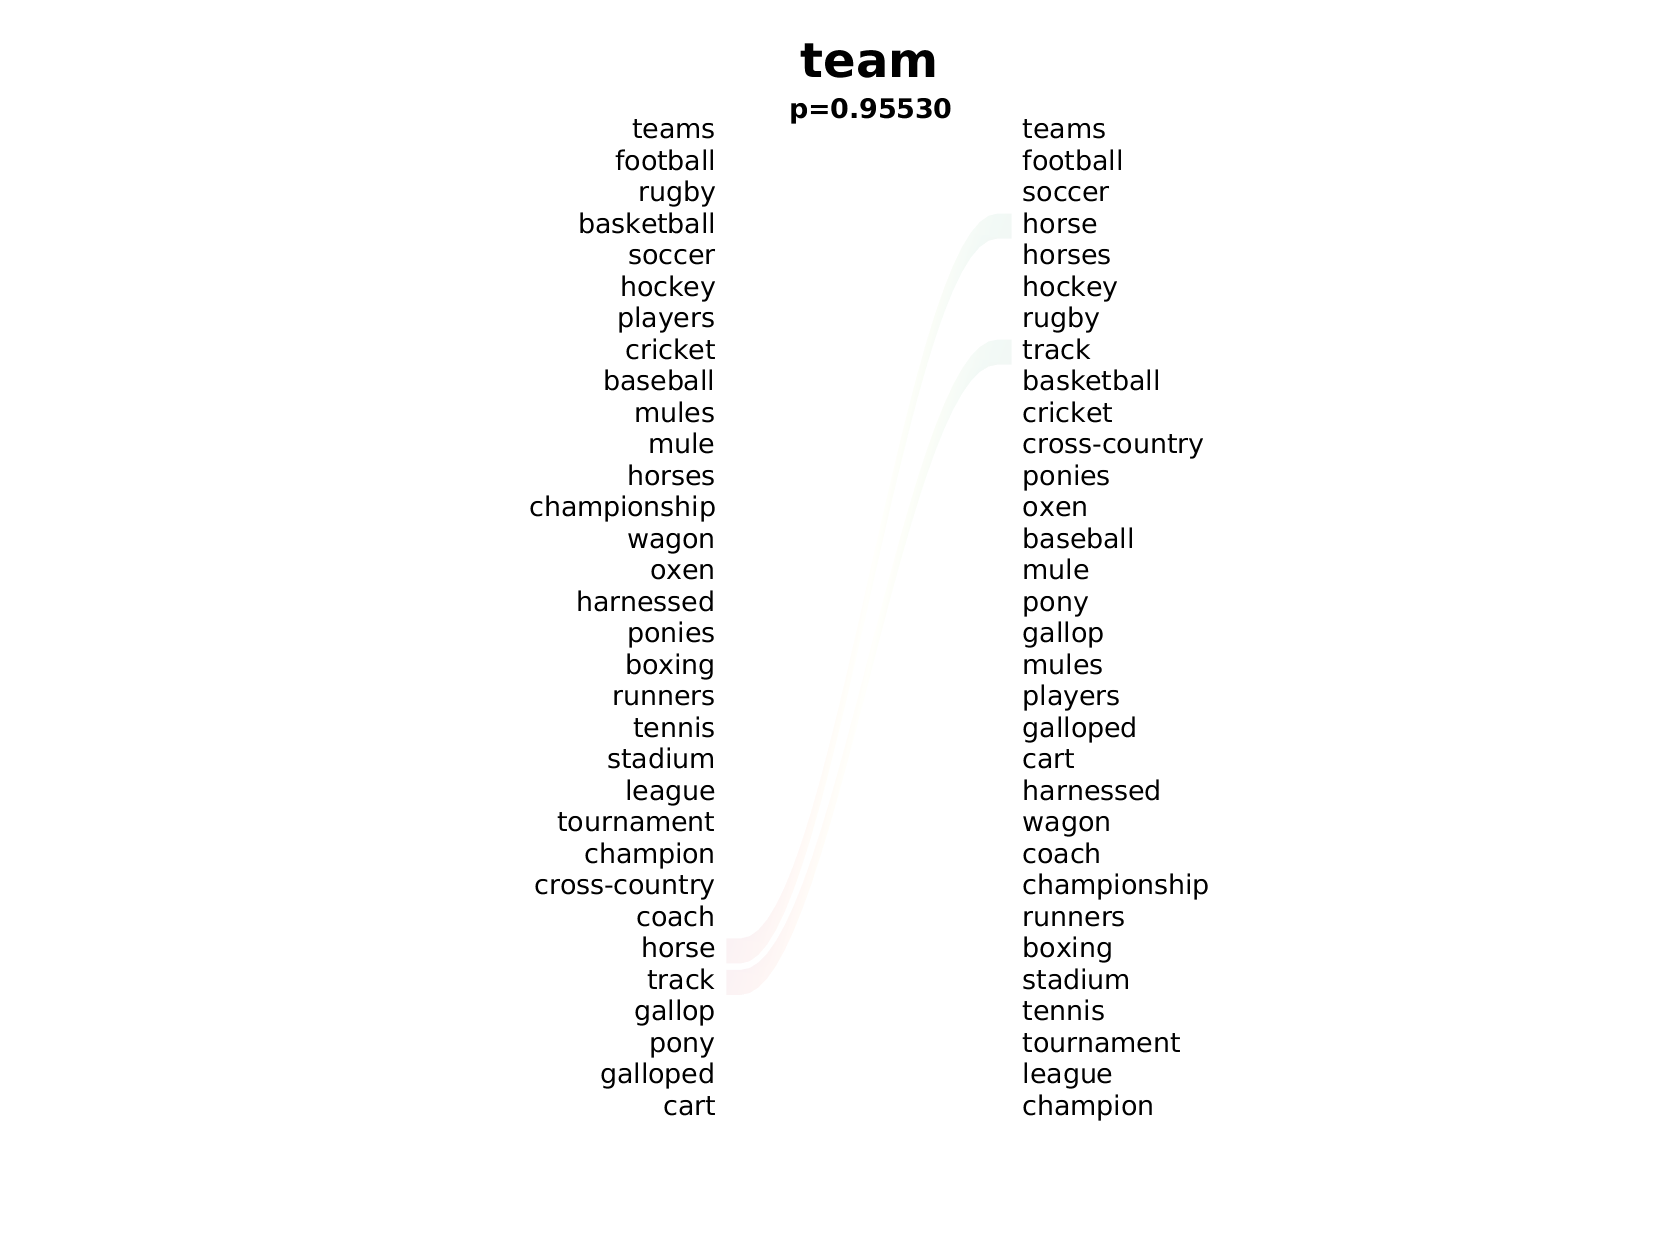 team
p=0.95530
teams
football
rugby
basketball
soccer
hockey
players
cricket
baseball
mules
mule
horses
championship
wagon
oxen
harnessed
ponies
boxing
runners
tennis
stadium
league
tournament
champion
cross-country
coach
horse
track
gallop
pony
galloped
cart
teams
football
soccer
horse
horses
hockey
rugby
track
basketball
cricket
cross-country
ponies
oxen
baseball
mule
pony
gallop
mules
players
galloped
cart
harnessed
wagon
coach
championship
runners
boxing
stadium
tennis
tournament
league
champion